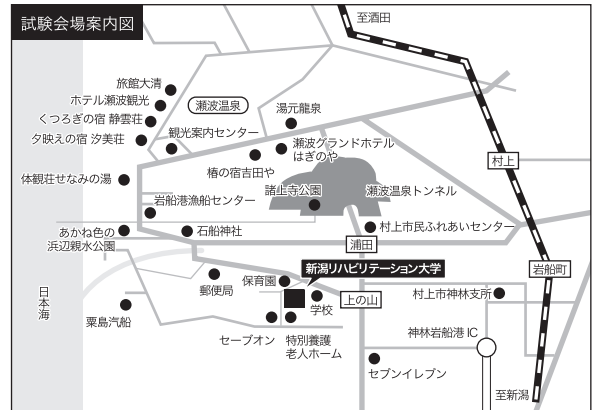 試験会場案内図
至酒田
旅館大清
ホテル瀬波観光
くつろぎの宿 静雲荘
夕映えの宿 汐美荘
瀬波温泉
湯元龍泉
観光案内センター
瀬波グランドホテル
はぎのや
村上
椿の宿吉田や
体観荘せなみの湯
諸上寺公園
瀬波温泉トンネル
岩船港漁船センター
あかね色の
浜辺親水公園
石船神社
村上市民ふれあいセンター
浦田
新潟リハビリテーション大学
岩船町
日本海
郵便局
保育園
学校
上の山
村上市神林支所
粟島汽船
セーブオン
特別養護
老人ホーム
神林岩船港 IC
セブンイレブン
至新潟